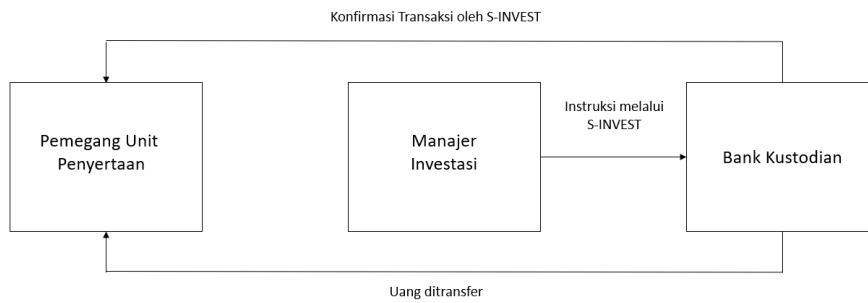 Konfirmasi Transaksi oleh S-INVEST
Pemegang Unit
Penyertaan
Manajer
Investasi
Instruksi melalui
S-INVEST
Bank Kustodian
Uang ditransfer